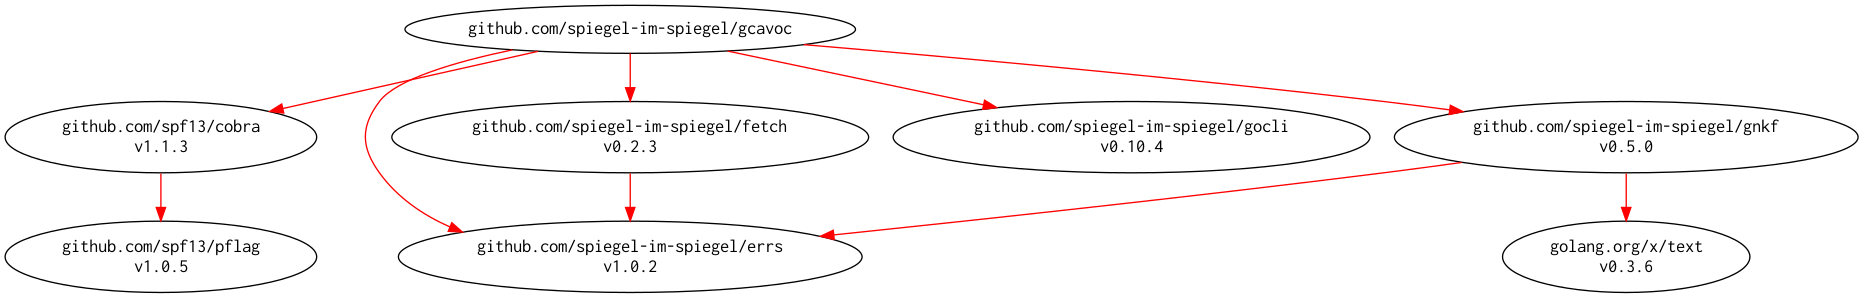 github.com/spiegel-im-spiegel/gcavoc
github.com/spf13/cobra
v1.1.3
github.com/spiegel-im-spiegel/fetch
v0.2.3
github.com/spiegel-im-spiegel/gocli
v0.10.4
github.com/spiegel-im-spiegel/gnkf
v0.5.0
github.com/spf13/pflag
v1.0.5
github.com/spiegel-im-spiegel/errs
v1.0.2
golang.org/x/text
v0.3.6